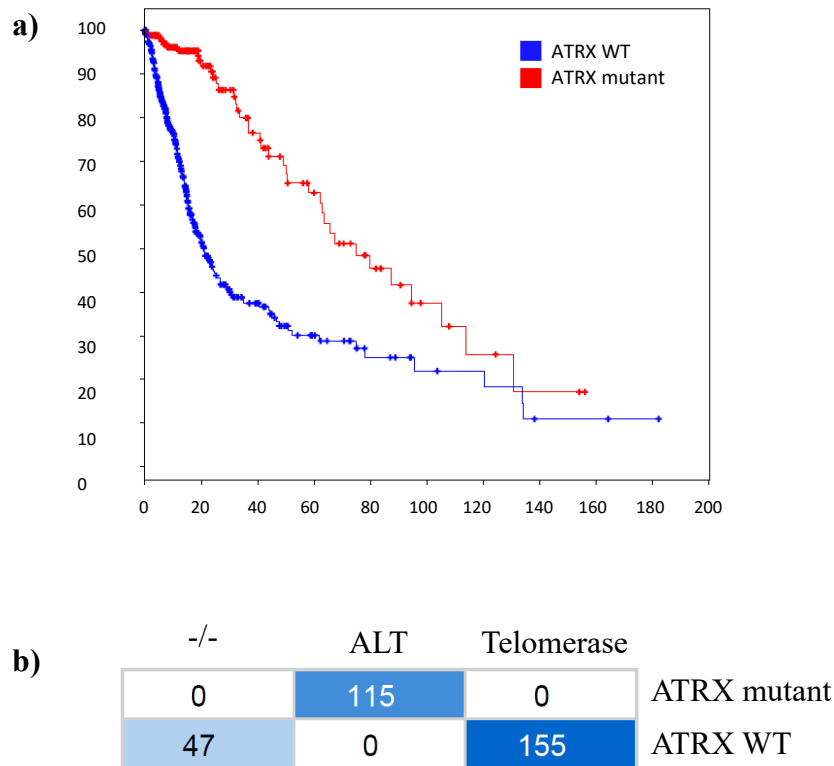 a)
100
90
80
70
60
50
40
30
20
10
0
ATRX WT
ATRX mutant
0 20 40 60 80 100 120 140 160 180 200
b)
-/- ALT Telomerase
0 115 0 ATRX mutant
47 0 155 ATRX WT